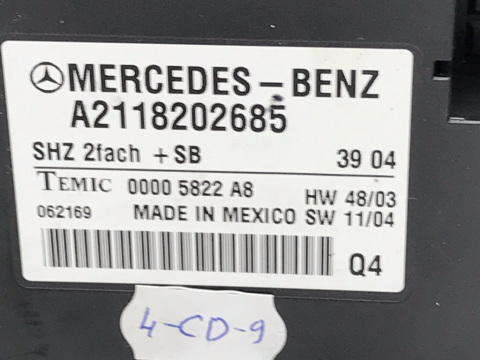 MERCEDES-BENZ
A2118202685
SHZ 2fach + SB 39 04
TEMIC 0000 5822 A8 HW 48/03
062169 MADE IN MEXICO SW 11/04
Q4
4-CD-9